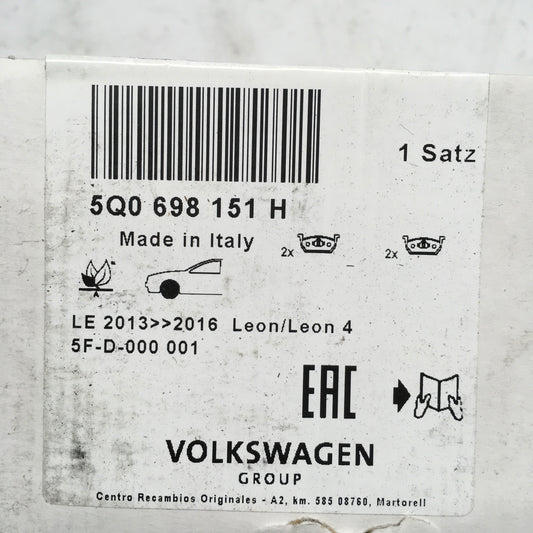 1 Satz
5Q0 698 151 H
Made in Italy
2x
2x
LE 2013>>2016 Leon/Leon 4
5F-D-000 001
EAC
VOLKSWAGEN
GROUP
Centro Recambios Originales - A2, km. 585 08760, Martorell